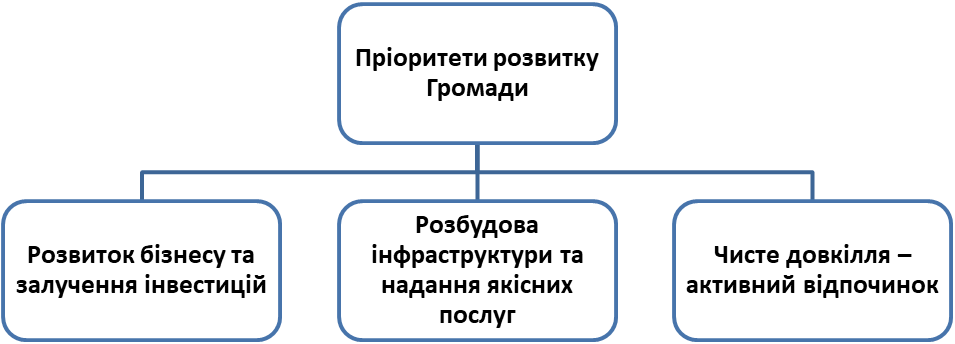 Пріоритети розвитку
Громади
Розвиток бізнесу та
залучення інвестицій
Розбудова
інфраструктури та
надання якісних
послуг
Чисте довкілля –
активний відпочинок